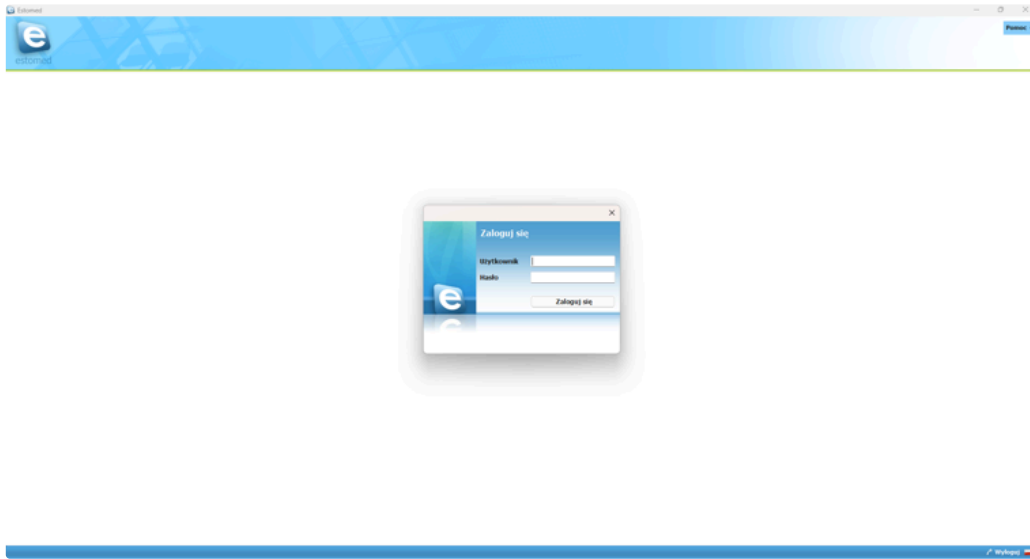 Estomed
estomed
Pomoc
Zaloguj się
Użytkownik
Hasło
Zaloguj się
Wyloguj